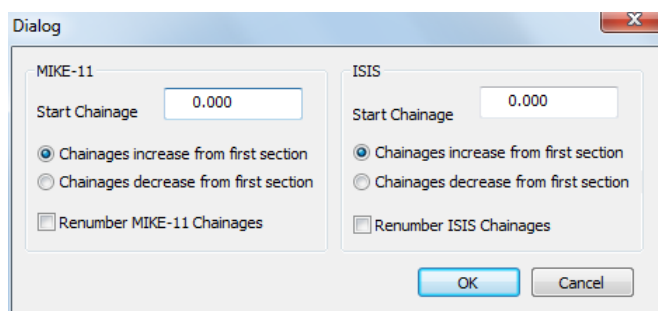 Dialog
MIKE-11
Start Chainage 0.000
Chainages increase from first section
Chainages decrease from first section
Renumber MIKE-11 Chainages
ISIS
Start Chainage 0.000
Chainages increase from first section
Chainages decrease from first section
Renumber ISIS Chainages
OK
Cancel